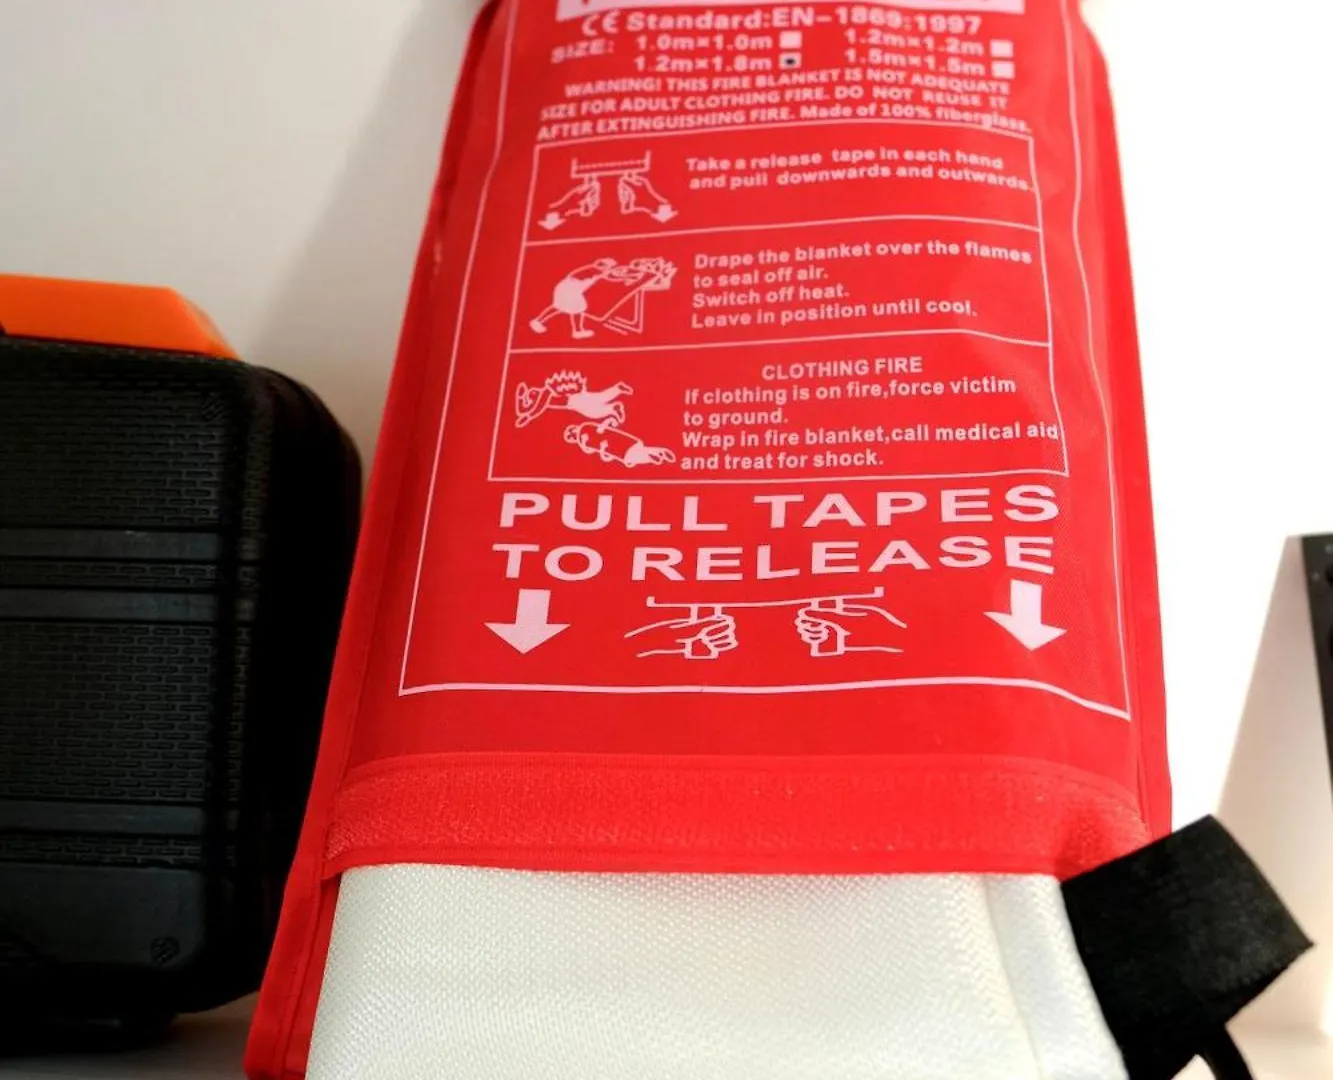 CE Standard:EN-1869:1997
SIZE: 1.0m×1.0m 1.2m×1.2m
1.2m×1.8m 1.5m×1.5m
WARNING! THIS FIRE BLANKET IS NOT ADEQUATE
SIZE FOR ADULT CLOTHING FIRE. DO NOT REUSE IT
AFTER EXTINGUISHING FIRE. Made of 100% fiberglass.
Take a release tape in each hand
and pull downwards and outwards.
Drape the blanket over the flames
to seal off air.
Switch off heat.
Leave in position until cool.
CLOTHING FIRE
If clothing is on fire,force victim
to ground.
Wrap in fire blanket,call medical aid
and treat for shock.
PULL TAPES
TO RELEASE